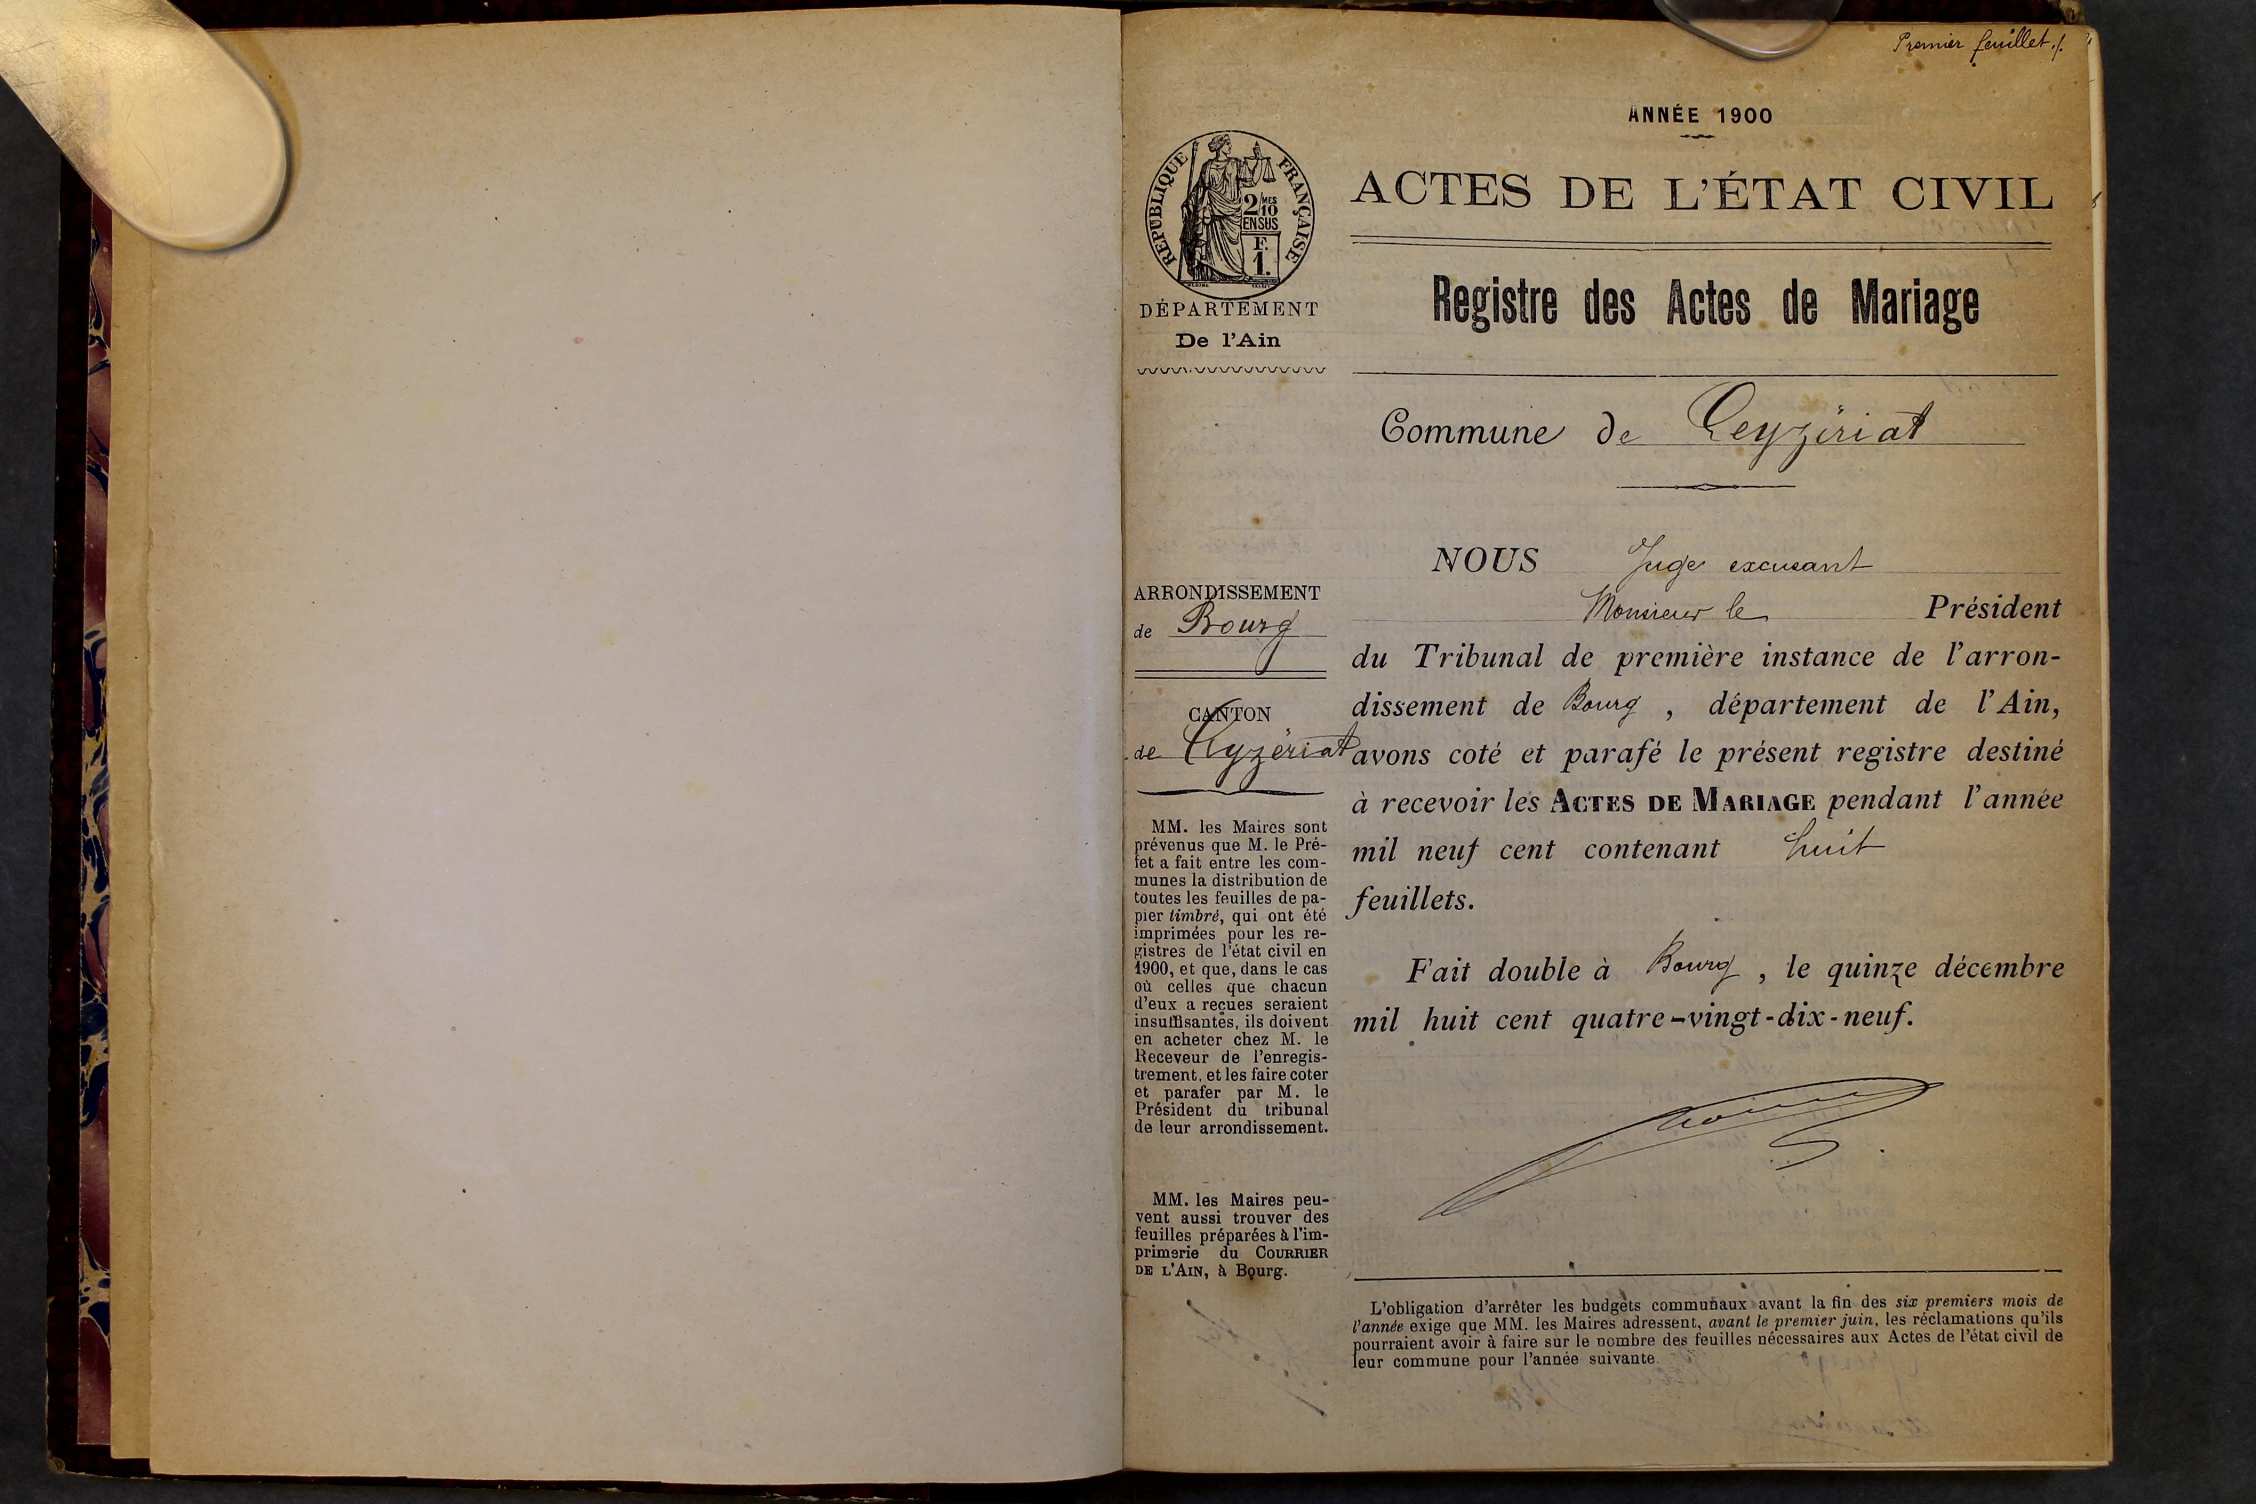 Premier feuillet ./.
ANNÉE 1900
ACTES DE L'ÉTAT CIVIL
RÉPUBLIQUE FRANÇAISE
2/10 MES
EN SUS
F.
1.
DÉPARTEMENT
De l'Ain
Registre des Actes de Mariage
Commune de Ceyzériat
ARRONDISSEMENT
de Bourg
CANTON
de Ceyzériat
MM. les Maires sont
prévenus que M. le Pré-
fet a fait entre les com-
munes la distribution de
toutes les feuilles de pa-
pier timbré, qui ont été
imprimées pour les re-
gistres de l'état civil en
1900, et que, dans le cas
où celles que chacun
d'eux a reçues seraient
insuffisantes, ils doivent
en acheter chez M. le
Receveur de l'enregis-
trement, et les faire coter
et parafer par M. le
Président du tribunal
de leur arrondissement.
MM. les Maires peu-
vent aussi trouver des
feuilles préparées à l'im-
primerie du COURRIER
DE L'AIN, à Bourg.
NOUS Juge excusant
Monsieur le Président
du Tribunal de première instance de l'arron-
dissement de Bourg , département de l'Ain,
avons coté et parafé le présent registre destiné
à recevoir les ACTES DE MARIAGE pendant l'année
mil neuf cent contenant huit
feuillets.
Fait double à Bourg , le quinze décembre
mil huit cent quatre-vingt-dix-neuf.
L'obligation d'arrêter les budgets communaux avant la fin des six premiers mois de
l'année exige que MM. les Maires adressent, avant le premier juin, les réclamations qu'ils
pourraient avoir à faire sur le nombre des feuilles nécessaires aux Actes de l'état civil de
leur commune pour l'année suivante.